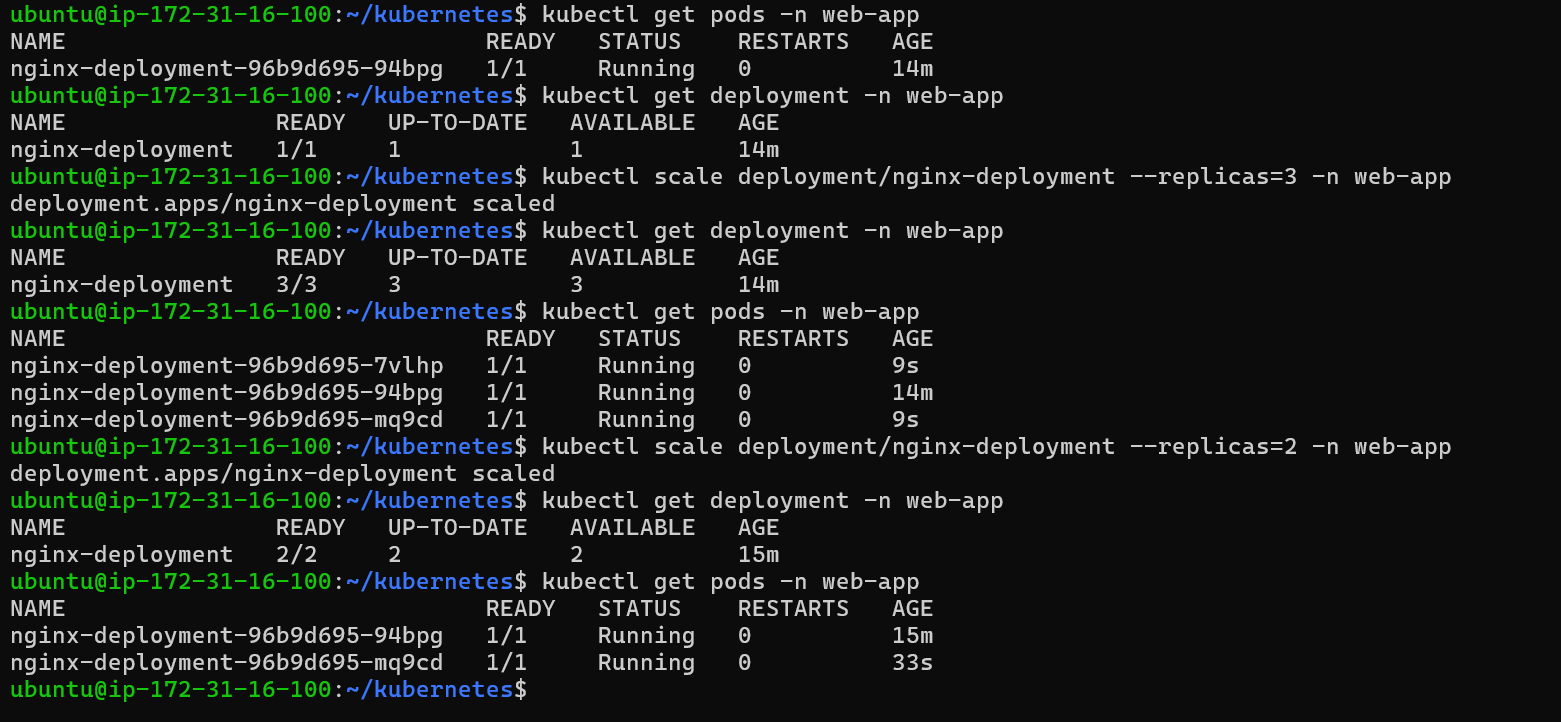 ubuntu@ip-172-31-16-100:~/kubernetes$ kubectl get pods -n web-app
NAME                               READY   STATUS    RESTARTS   AGE
nginx-deployment-96b9d695-94bpg   1/1     Running   0          14m
ubuntu@ip-172-31-16-100:~/kubernetes$ kubectl get deployment -n web-app
NAME               READY   UP-TO-DATE   AVAILABLE   AGE
nginx-deployment   1/1     1            1           14m
ubuntu@ip-172-31-16-100:~/kubernetes$ kubectl scale deployment/nginx-deployment --replicas=3 -n web-app
deployment.apps/nginx-deployment scaled
ubuntu@ip-172-31-16-100:~/kubernetes$ kubectl get deployment -n web-app
NAME               READY   UP-TO-DATE   AVAILABLE   AGE
nginx-deployment   3/3     3            3           14m
ubuntu@ip-172-31-16-100:~/kubernetes$ kubectl get pods -n web-app
NAME                              READY   STATUS    RESTARTS   AGE
nginx-deployment-96b9d695-7vlhp   1/1     Running   0          9s
nginx-deployment-96b9d695-94bpg   1/1     Running   0          14m
nginx-deployment-96b9d695-mq9cd   1/1     Running   0          9s
ubuntu@ip-172-31-16-100:~/kubernetes$ kubectl scale deployment/nginx-deployment --replicas=2 -n web-app
deployment.apps/nginx-deployment scaled
ubuntu@ip-172-31-16-100:~/kubernetes$ kubectl get deployment -n web-app
NAME               READY   UP-TO-DATE   AVAILABLE   AGE
nginx-deployment   2/2     2            2           15m
ubuntu@ip-172-31-16-100:~/kubernetes$ kubectl get pods -n web-app
NAME                              READY   STATUS    RESTARTS   AGE
nginx-deployment-96b9d695-94bpg   1/1     Running   0          15m
nginx-deployment-96b9d695-mq9cd   1/1     Running   0          33s
ubuntu@ip-172-31-16-100:~/kubernetes$